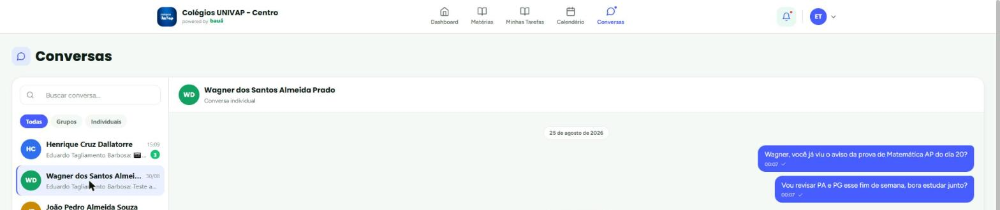 Colégios UNIVAP - Centro
powered by bauá
Dashboard
Matérias
Minhas Tarefas
Calendário
Conversas
ET
Conversas
Buscar conversa...
Todas
Grupos
Individuais
HC
Henrique Cruz Dallatorre
15:09
Eduardo Tagliamento Barbosa: 📷 ...
3
WD
Wagner dos Santos Almei...
30/08
Eduardo Tagliamento Barbosa: Teste a...
João Pedro Almeida Souza
WD
Wagner dos Santos Almeida Prado
Conversa individual
25 de agosto de 2026
Wagner, você já viu o aviso da prova de Matemática AP do dia 20?
00:07
Vou revisar PA e PG esse fim de semana, bora estudar junto?
00:07